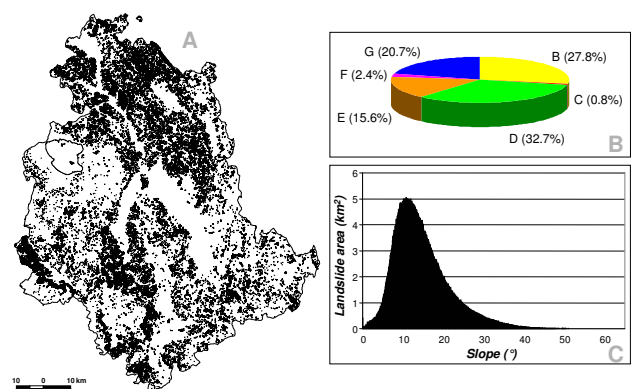 A
10 0 10 km
G (20.7%)
B (27.8%)
F (2.4%)
C (0.8%)
E (15.6%)
D (32.7%)
B
6
5
4
3
2
1
0
Landslide area (km²)
0 10 20 30 40 50 60
Slope (°)
C